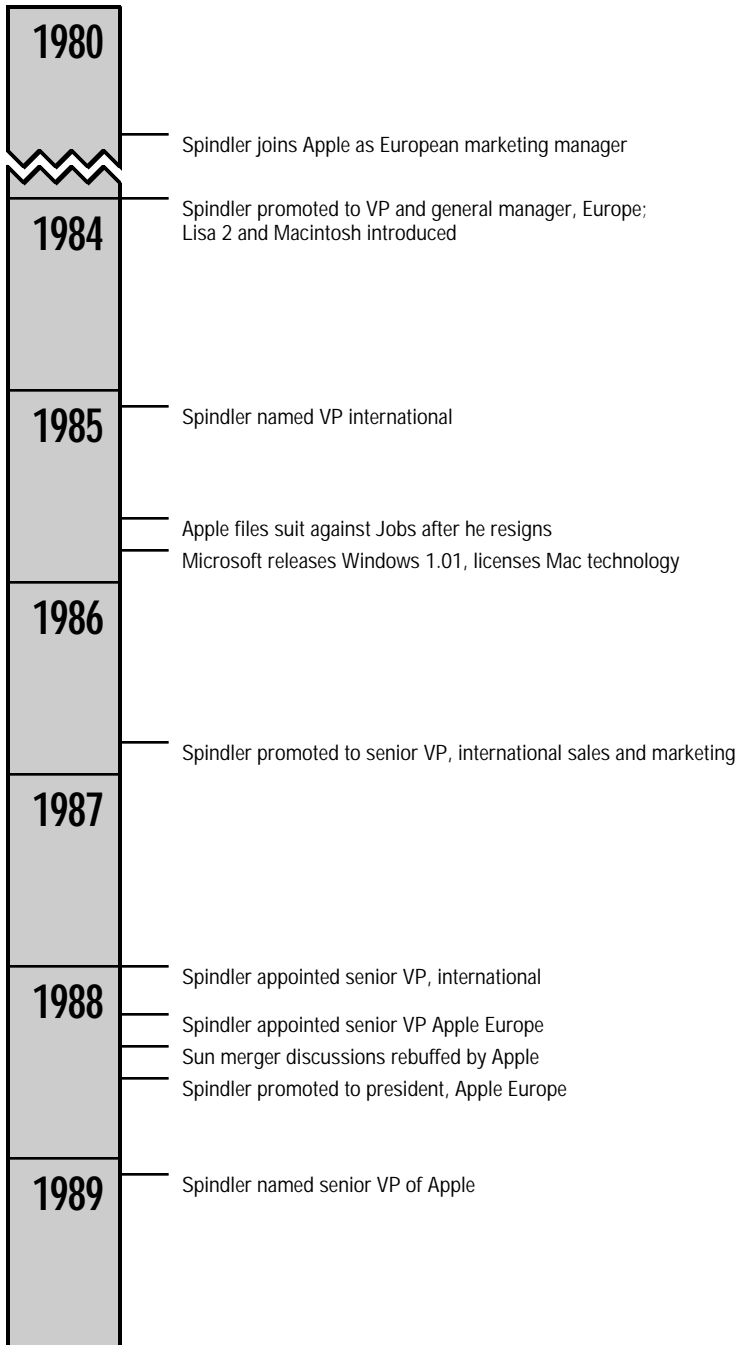 1980
Spindler joins Apple as European marketing manager
Spindler promoted to VP and general manager, Europe;
Lisa 2 and Macintosh introduced
1984
1985
Spindler named VP international
Apple files suit against Jobs after he resigns
Microsoft releases Windows 1.01, licenses Mac technology
1986
Spindler promoted to senior VP, international sales and marketing
1987
Spindler appointed senior VP, international
1988
Spindler appointed senior VP Apple Europe
Sun merger discussions rebuffed by Apple
Spindler promoted to president, Apple Europe
1989
Spindler named senior VP of Apple